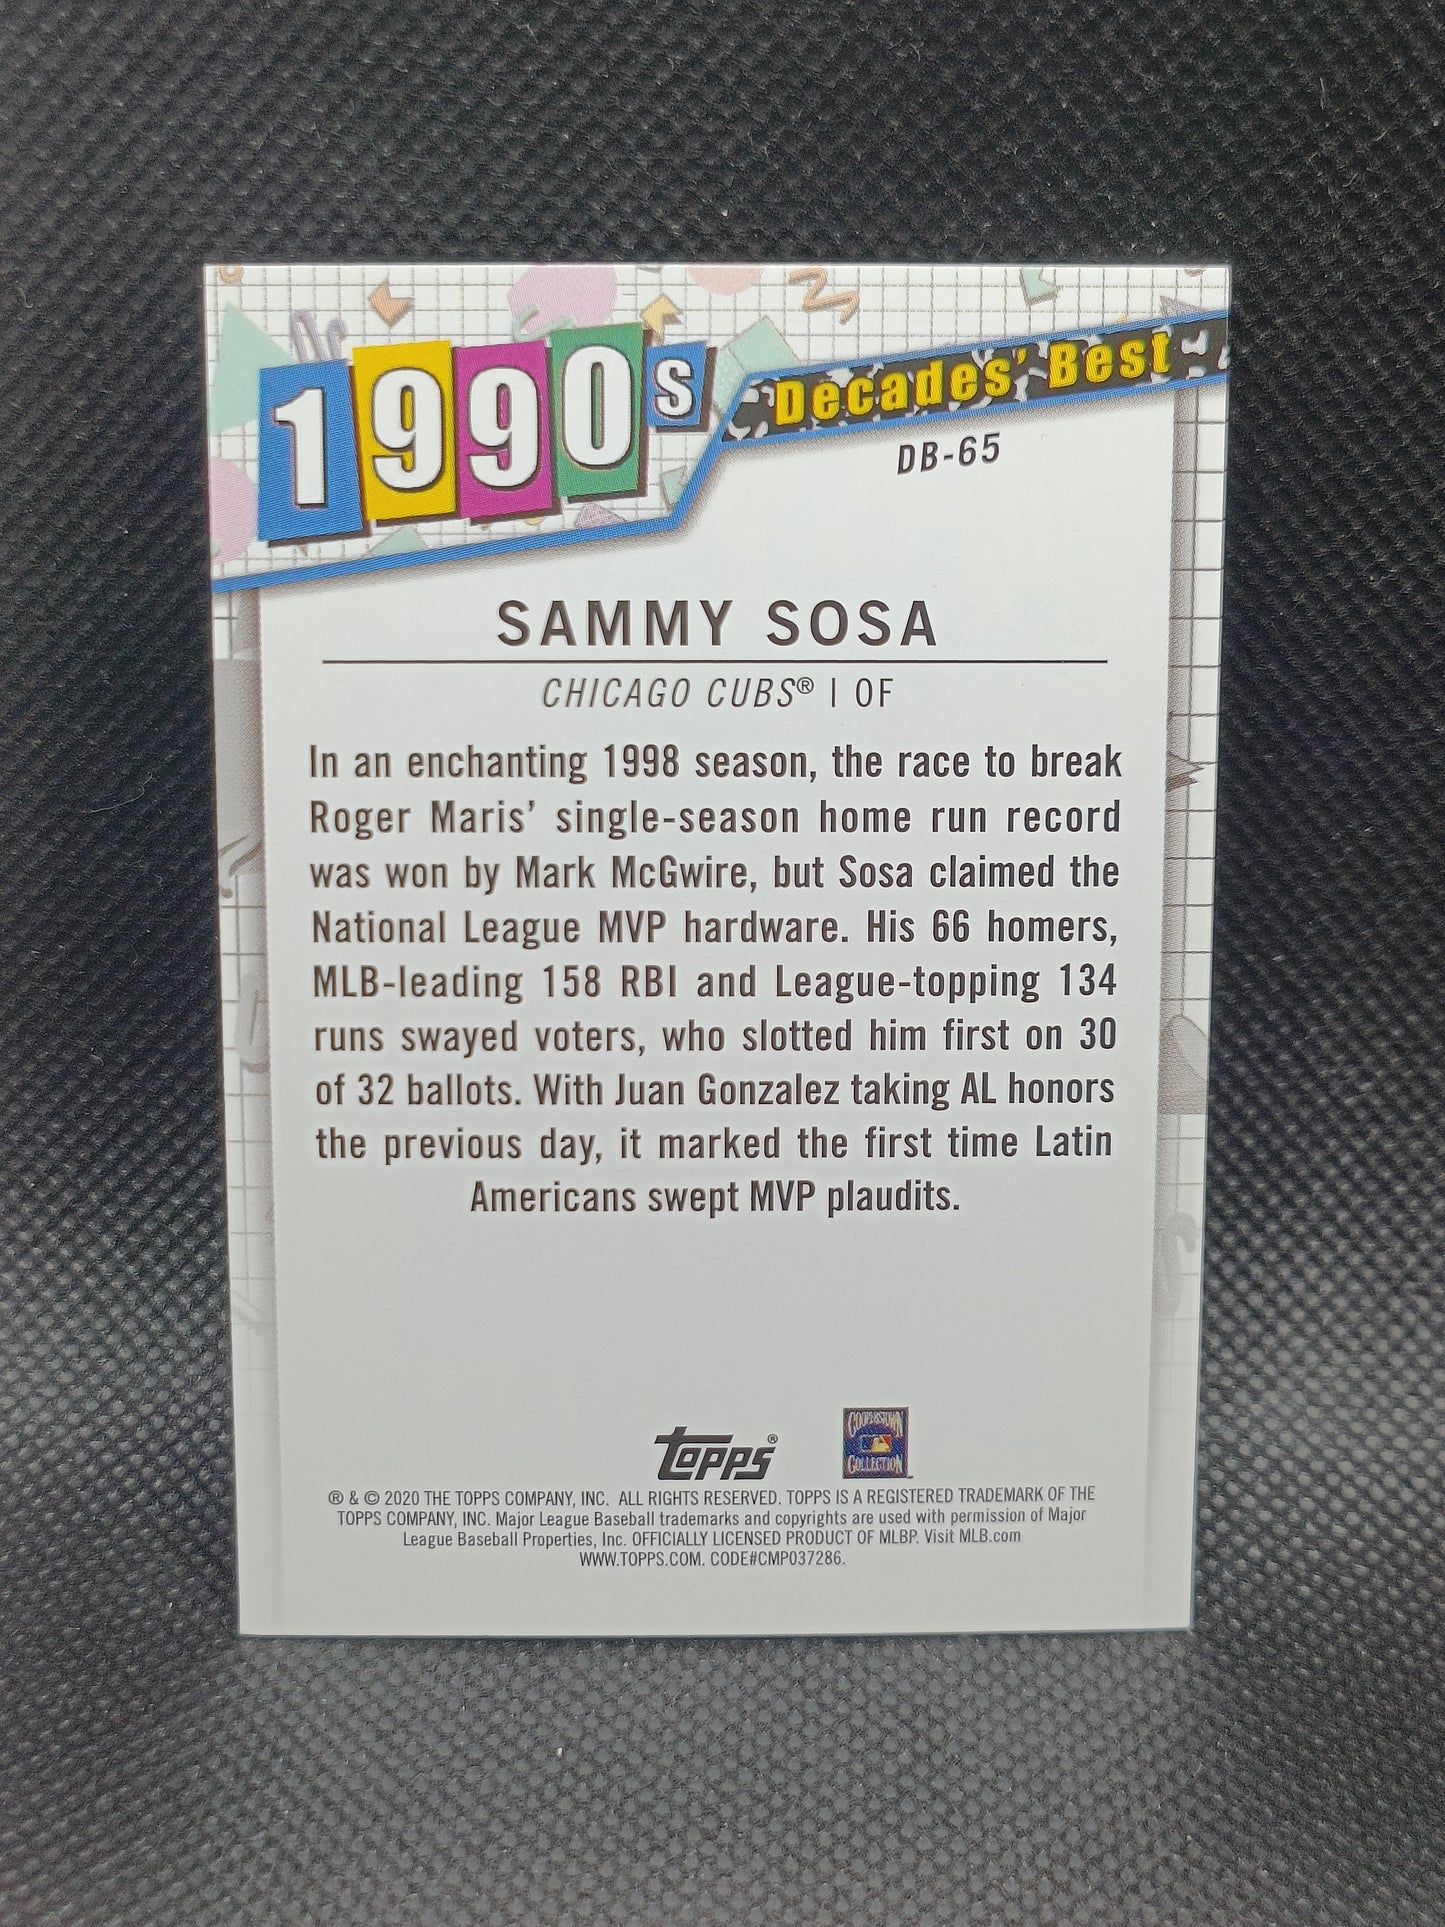 1990s
Decades' Best
DB-65
SAMMY SOSA
CHICAGO CUBS® | OF
In an enchanting 1998 season, the race to break
Roger Maris' single-season home run record
was won by Mark McGwire, but Sosa claimed the
National League MVP hardware. His 66 homers,
MLB-leading 158 RBI and League-topping 134
runs swayed voters, who slotted him first on 30
of 32 ballots. With Juan Gonzalez taking AL honors
the previous day, it marked the first time Latin
Americans swept MVP plaudits.
Topps®
COOPERSTOWN
COLLECTION
® & © 2020 THE TOPPS COMPANY, INC. ALL RIGHTS RESERVED. TOPPS IS A REGISTERED TRADEMARK OF THE
TOPPS COMPANY, INC. Major League Baseball trademarks and copyrights are used with permission of Major
League Baseball Properties, Inc. OFFICIALLY LICENSED PRODUCT OF MLBP. Visit MLB.com
WWW.TOPPS.COM. CODE#CMP037286.